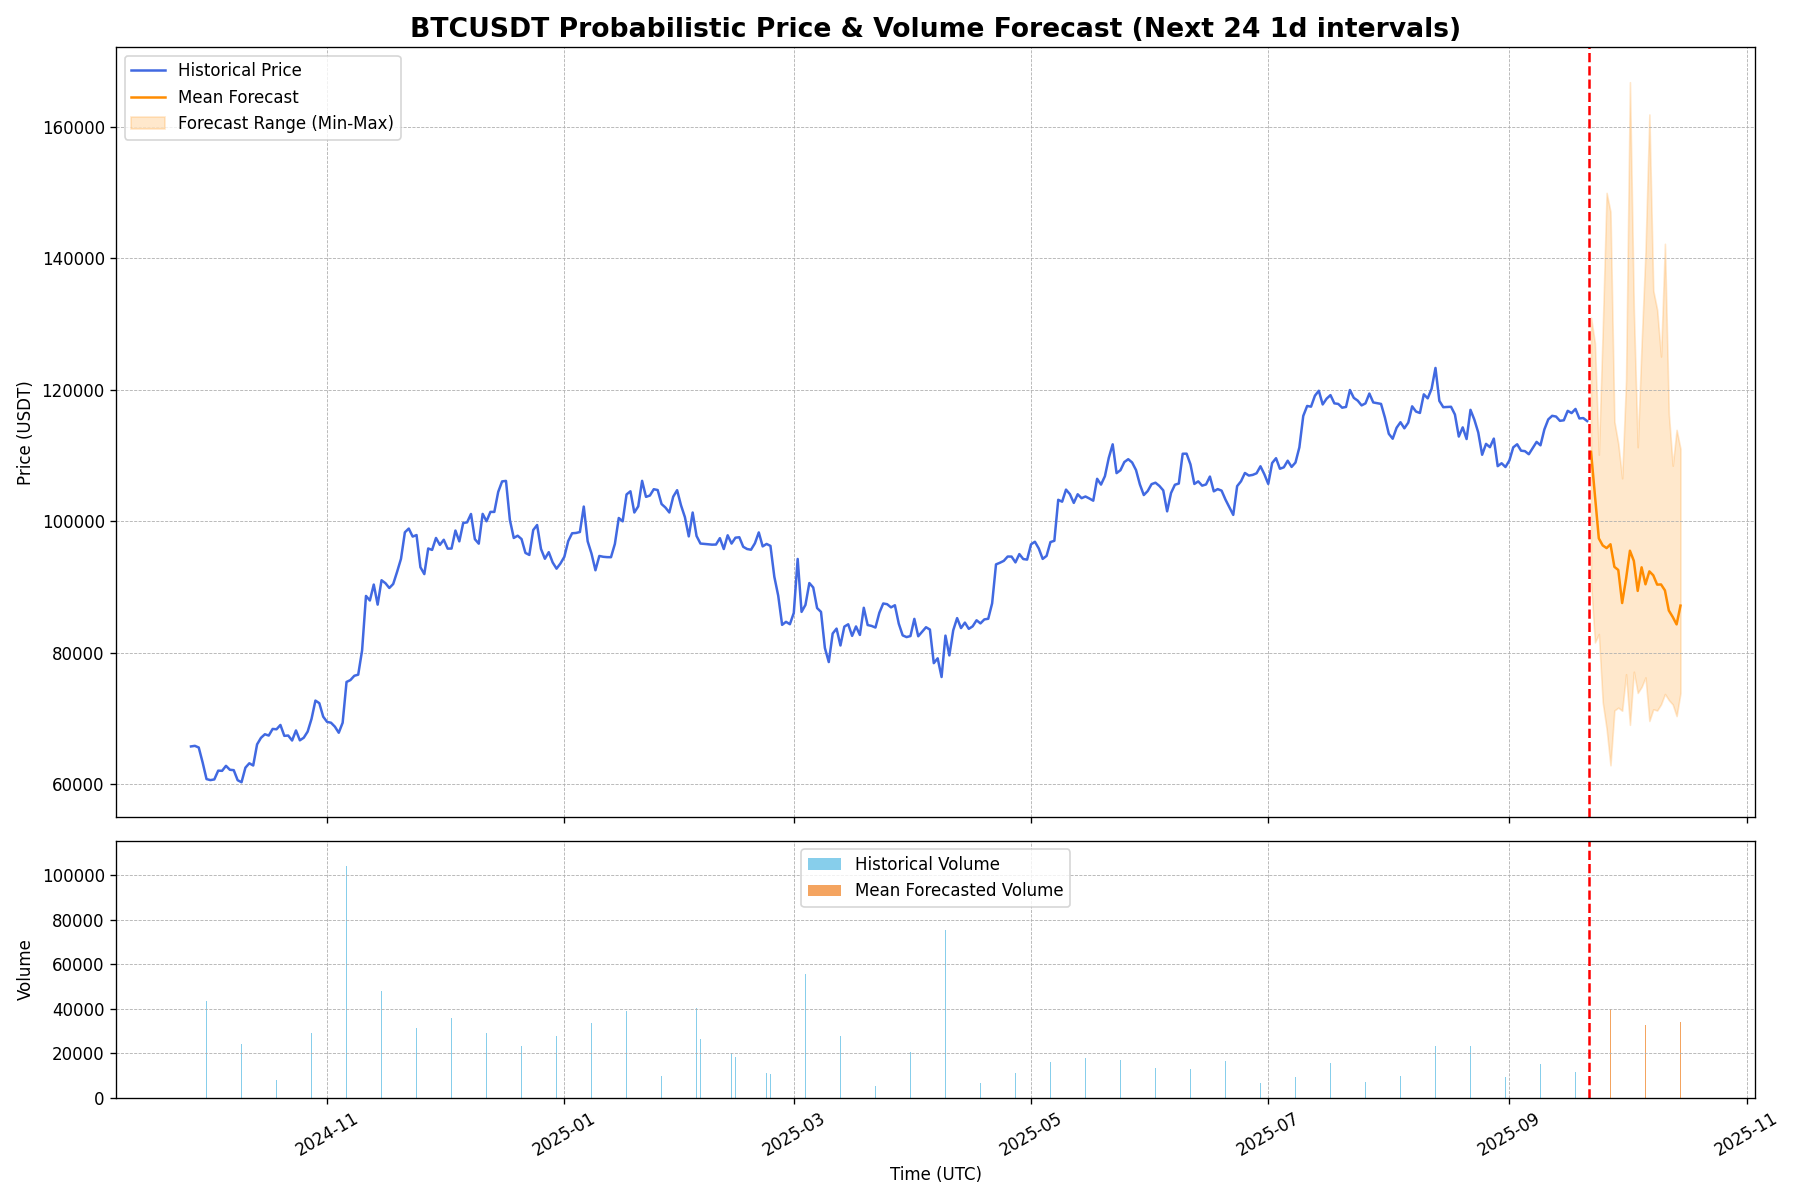 BTCUSDT Probabilistic Price & Volume Forecast (Next 24 1d intervals)
Historical Price
Mean Forecast
Forecast Range (Min-Max)
Price (USDT)
160000
140000
120000
100000
80000
60000
Historical Volume
Mean Forecasted Volume
Volume
100000
80000
60000
40000
20000
0
2024-11
2025-01
2025-03
2025-05
2025-07
2025-09
2025-11
Time (UTC)